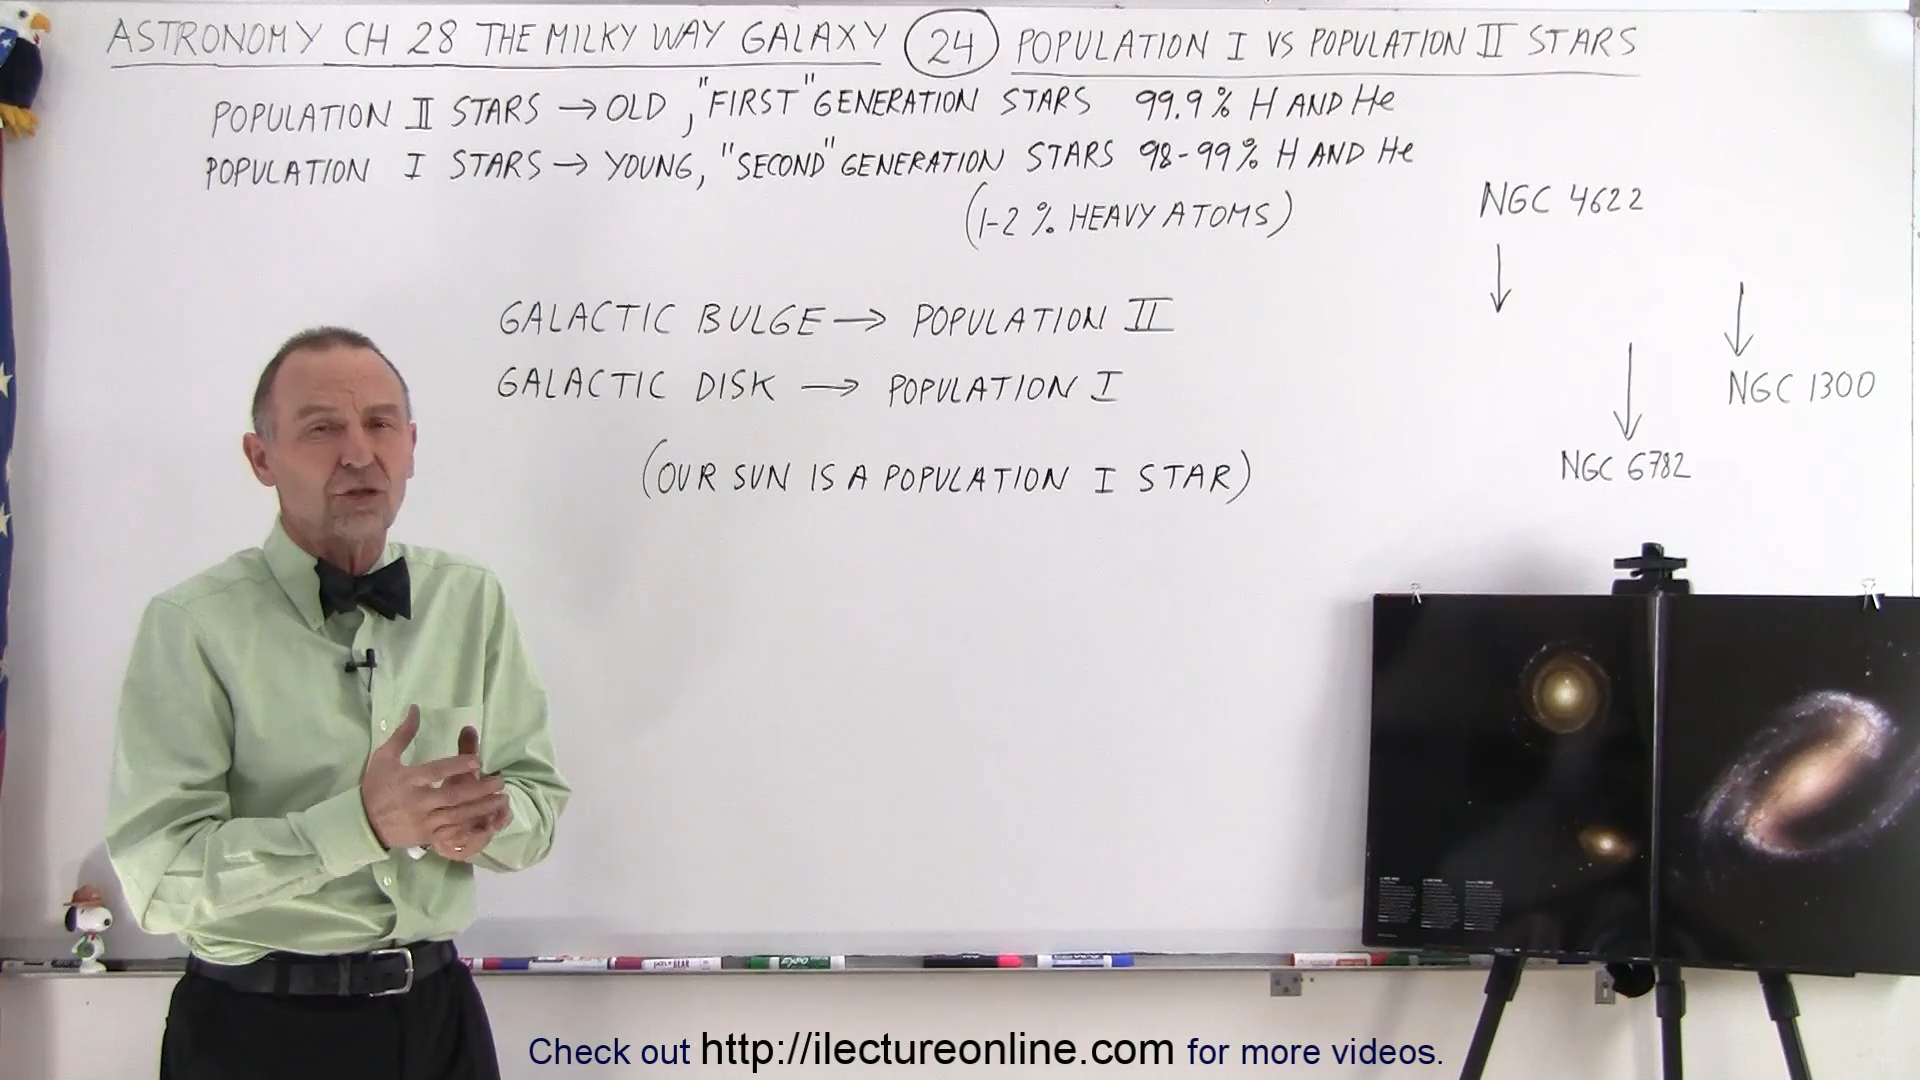 ASTRONOMY CH 28 THE MILKY WAY GALAXY 24 POPULATION I VS POPULATION II STARS
POPULATION II STARS → OLD, "FIRST" GENERATION STARS 99.9% H AND He
POPULATION I STARS → YOUNG, "SECOND" GENERATION STARS 98-99% H AND He
(1-2% HEAVY ATOMS)
NGC 4622
GALACTIC BULGE → POPULATION II
GALACTIC DISK → POPULATION I
NGC 1300
(OUR SUN IS A POPULATION I STAR)
NGC 6782
Check out http://ilectureonline.com for more videos.